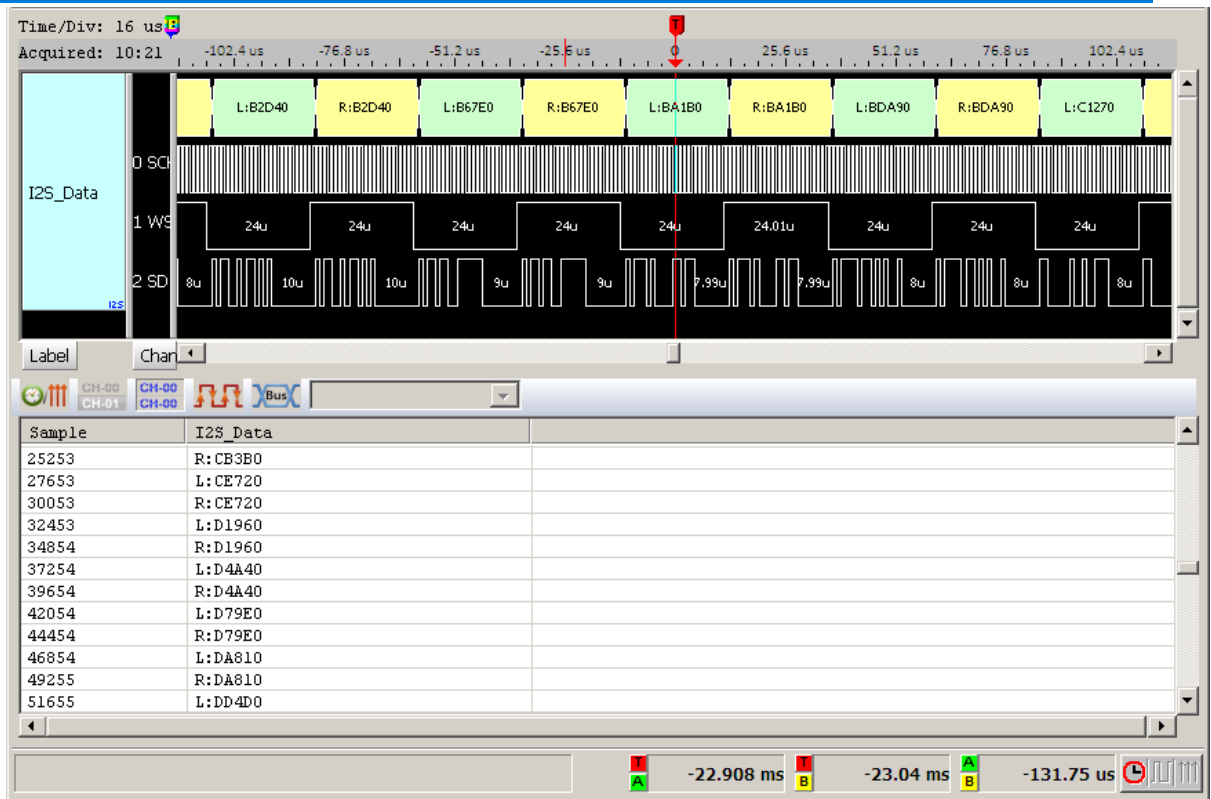 Time/Div: 16 us B
Acquired: 10:21 -102.4 us -76.8 us -51.2 us -25.6 us 0 25.6 us 51.2 us 76.8 us 102.4 us
T
L:B2D40 R:B2D40 L:B67E0 R:B67E0 L:BA1B0 R:BA1B0 L:BDA90 R:BDA90 L:C1270
I2S_Data
I2S
0 SCK
1 WS 24u 24u 24u 24u 24u 24.01u 24u 24u 24u
2 SD 8u 10u 10u 9u 9u 7.99u 7.99u 8u 8u 8u
Label Chan
CH-00 CH-01 CH-00 CH-00 Bus
Sample I2S_Data
25253 R:CB3B0
27653 L:CE720
30053 R:CE720
32453 L:D1960
34854 R:D1960
37254 L:D4A40
39654 R:D4A40
42054 L:D79E0
44454 R:D79E0
46854 L:DA810
49255 R:DA810
51655 L:DD4D0
T A -22.908 ms T B -23.04 ms A B -131.75 us